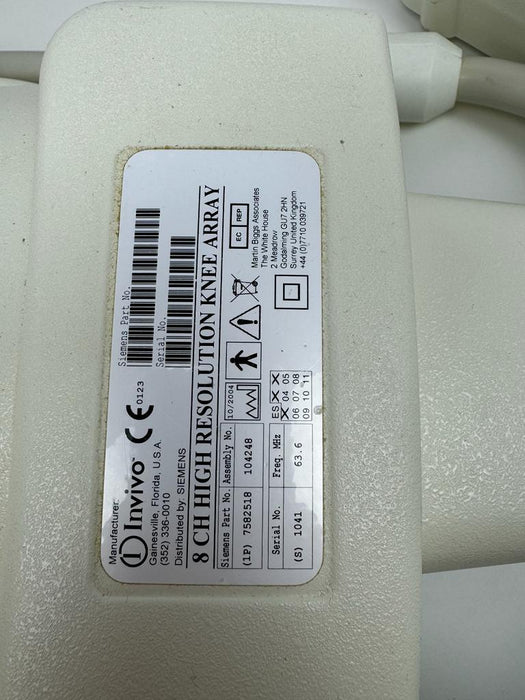 Manufacturer:
Invivo™
Gainesville, Florida, U.S.A.
(352) 336-0010
Distributed by: SIEMENS
CE 0123
Siemens Part No.
Serial No.
8 CH HIGH RESOLUTION KNEE ARRAY
Siemens Part No. Assembly No.
(1P) 7582518 104248
Serial No. Freq. MHz
(S) 1041 63.6
10/2004
ES X X
X 04 05
06 07 08
09 10 11
EC REP
Martin Biggs Associates
The White House
2 Meadrow
Godalming GU7 2HN
Surrey United Kingdom
+44 (0)7710 039721